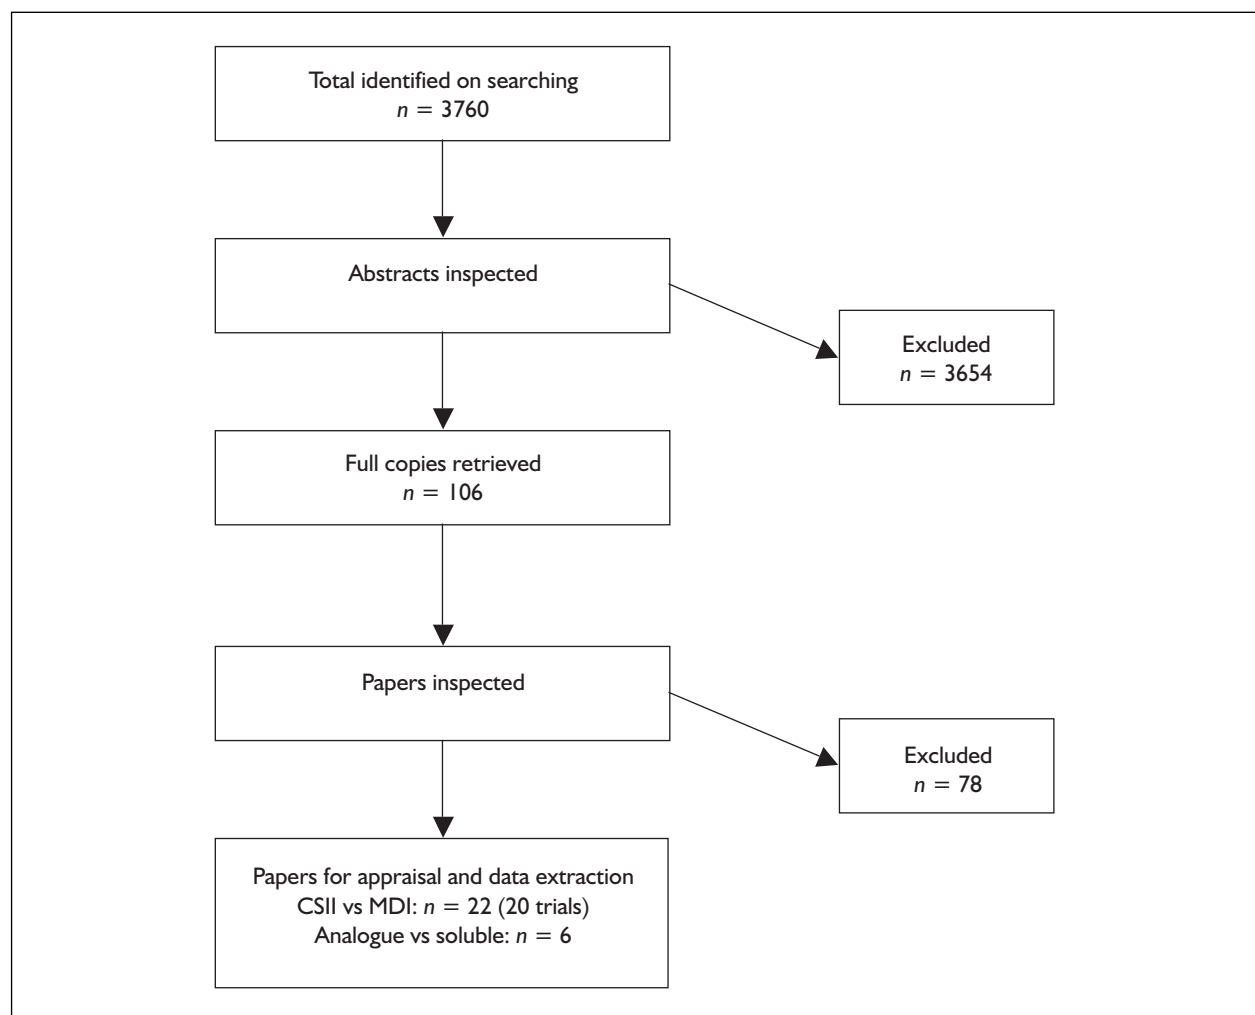 Total identified on searching
n = 3760
Abstracts inspected
Excluded
n = 3654
Full copies retrieved
n = 106
Papers inspected
Excluded
n = 78
Papers for appraisal and data extraction
CSII vs MDI: n = 22 (20 trials)
Analogue vs soluble: n = 6